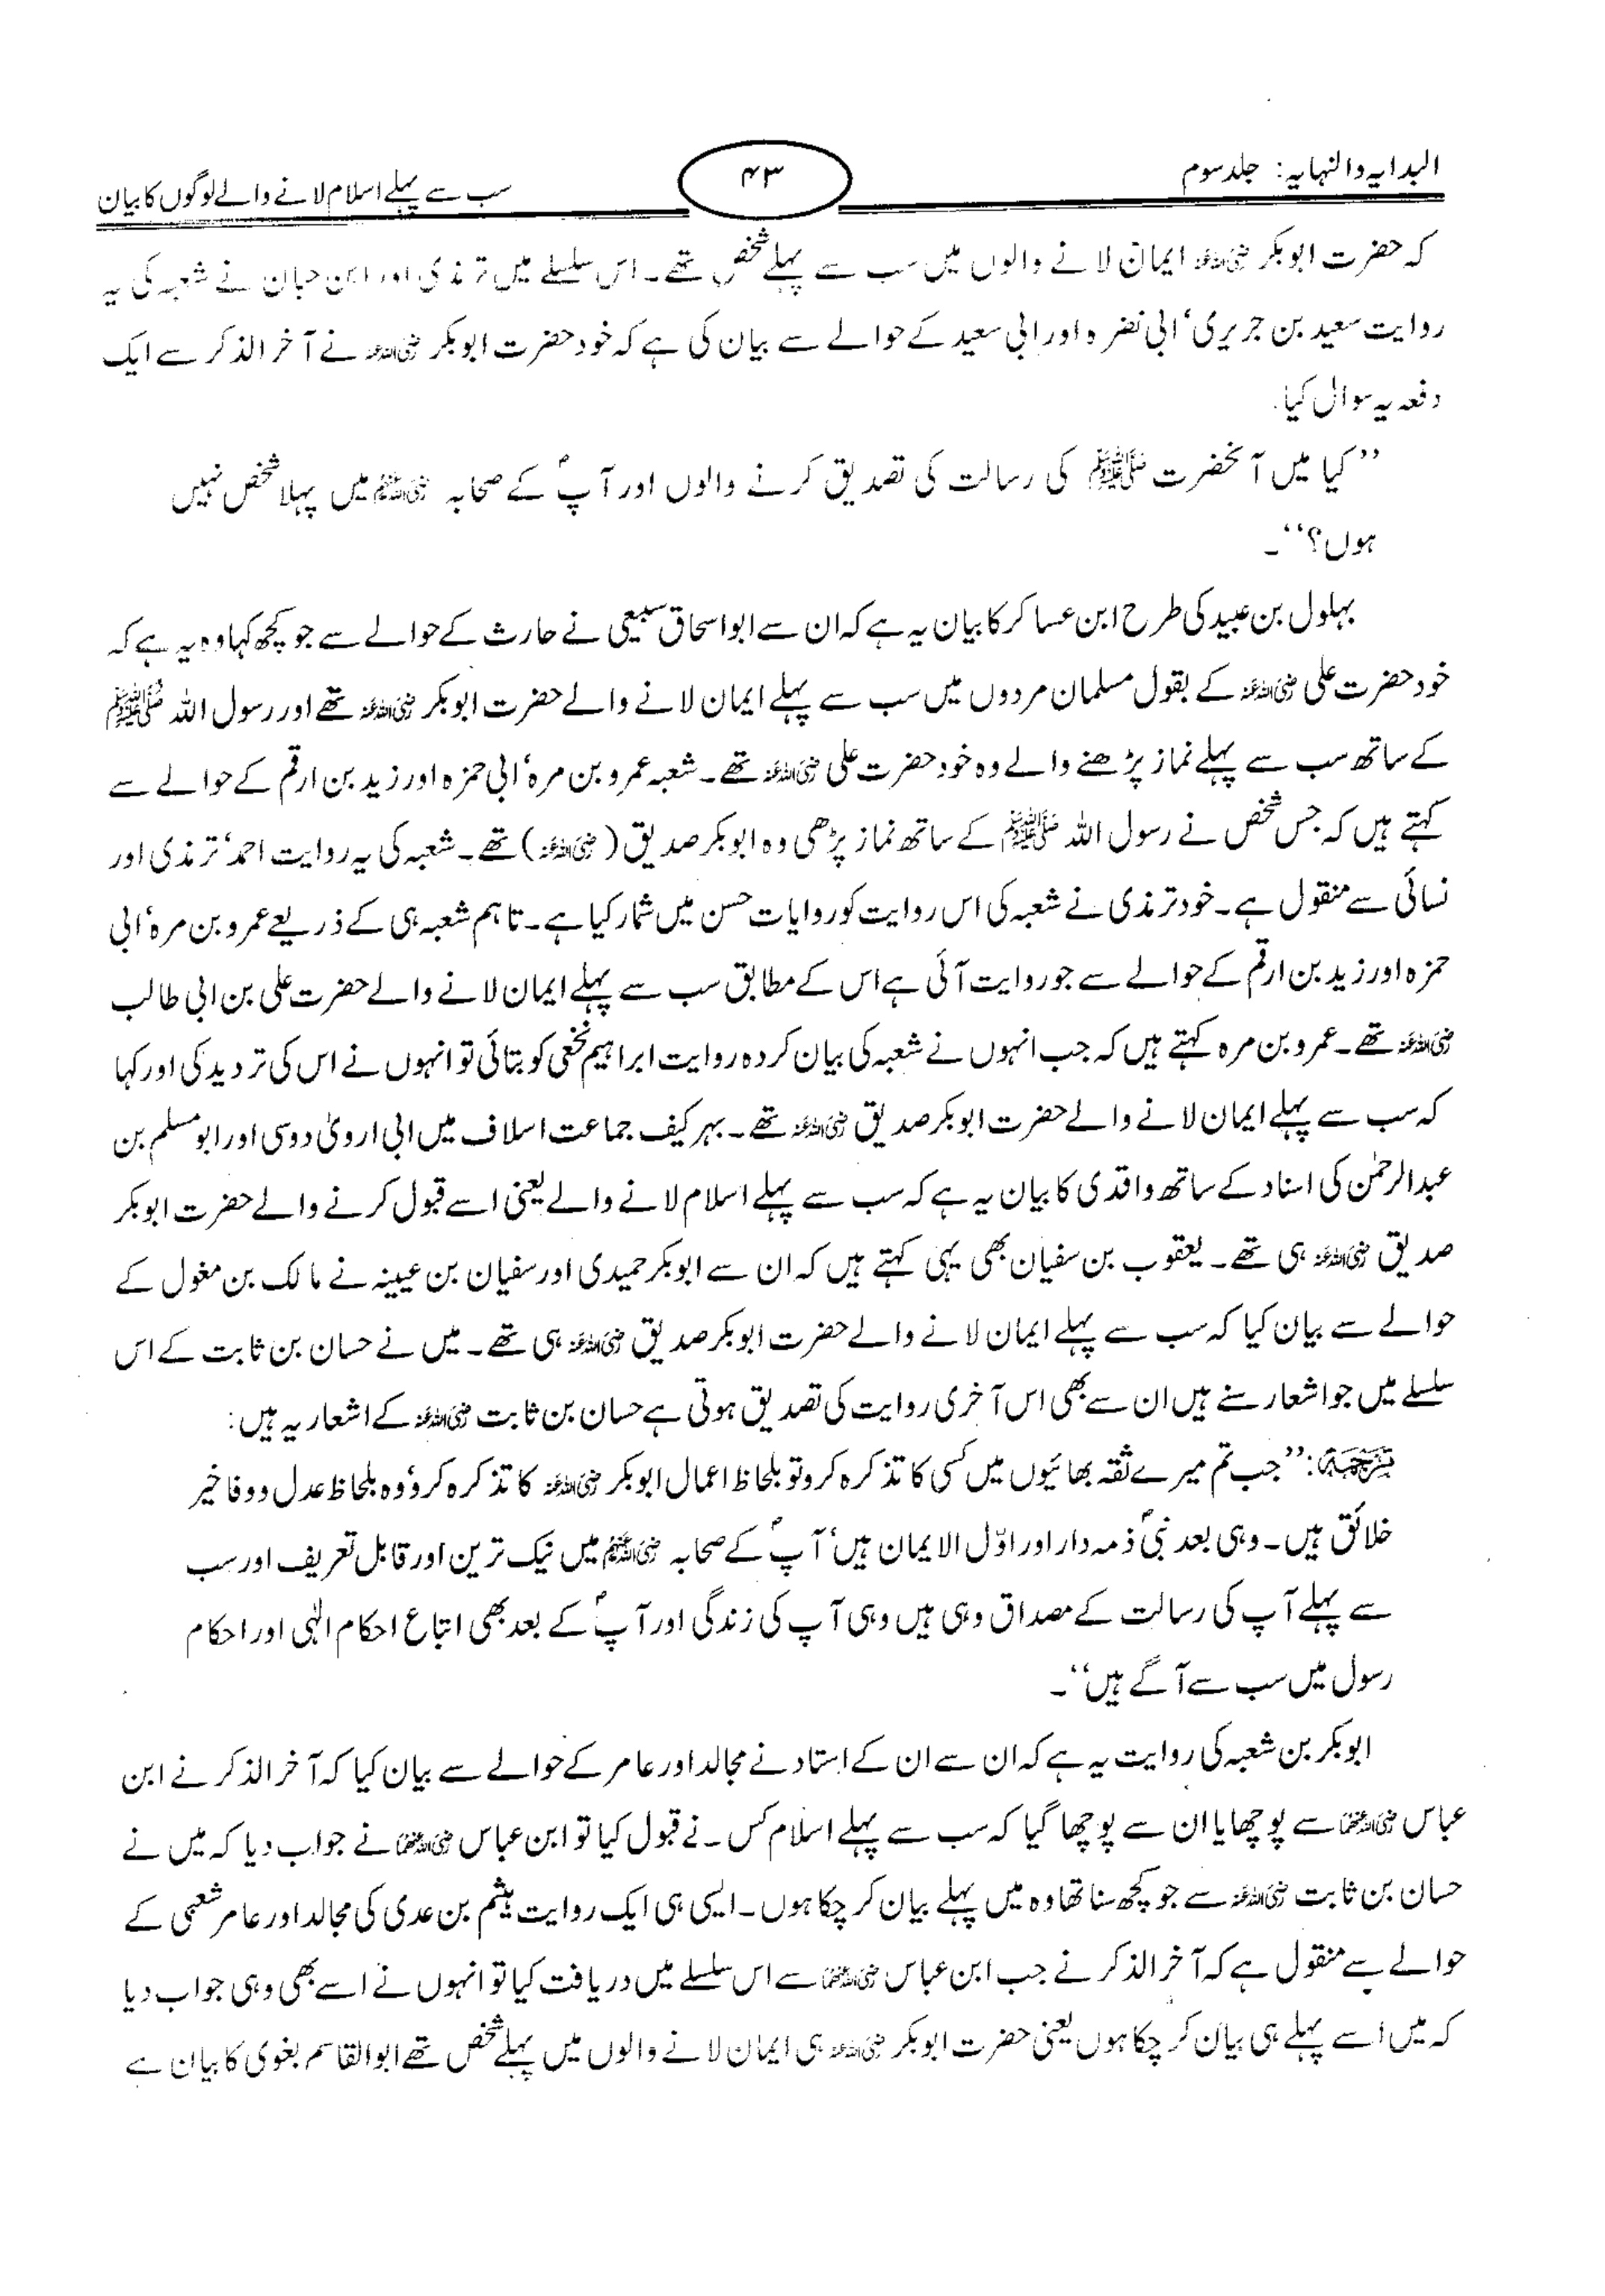 البدایہ والنہایہ: جلد سوم
۴۳
سب سے پہلے اسلام لانے والے لوگوں کا بیان
کہ حضرت ابوبکر رضی اللہ عنہ ایمان لانے والوں میں سب سے پہلے شخص تھے۔ اس سلسلے میں ترمذی اور ابن حبان نے شعبہ کی یہ
روایت سعید بن جریری، ابی نضرہ اور ابی سعید کے حوالے سے بیان کی ہے کہ خود حضرت ابوبکر رضی اللہ عنہ نے آخر الذکر سے ایک
دفعہ یہ سوال کیا.
’’کیا میں آنحضرت ﷺ کی رسالت کی تصدیق کرنے والوں اور آپؐ کے صحابہ رضی اللہ عنہم میں پہلا شخص نہیں
ہوں؟‘‘۔
بہلول بن عبید کی طرح ابن عساکر کا بیان یہ ہے کہ ان سے ابو اسحاق سبیعی نے حارث کے حوالے سے جو کچھ کہا وہ یہ ہے کہ
خود حضرت علی رضی اللہ عنہ کے بقول مسلمان مردوں میں سب سے پہلے ایمان لانے والے حضرت ابوبکر رضی اللہ عنہ تھے اور رسول اللہ ﷺ
کے ساتھ سب سے پہلے نماز پڑھنے والے وہ خود حضرت علی رضی اللہ عنہ تھے۔ شعبہ عمرو بن مرہ، ابی حمزہ اور زید بن ارقم کے حوالے سے
کہتے ہیں کہ جس شخص نے رسول اللہ ﷺ کے ساتھ نماز پڑھی وہ ابوبکر صدیق (رضی اللہ عنہ) تھے۔ شعبہ کی یہ روایت احمد، ترمذی اور
نسائی سے منقول ہے۔ خود ترمذی نے شعبہ کی اس روایت کو روایات حسن میں شمار کیا ہے۔ تاہم شعبہ ہی کے ذریعے عمرو بن مرہ، ابی
حمزہ اور زید بن ارقم کے حوالے سے جو روایت آئی ہے اس کے مطابق سب سے پہلے ایمان لانے والے حضرت علی بن ابی طالب
رضی اللہ عنہ تھے۔ عمرو بن مرہ کہتے ہیں کہ جب انہوں نے شعبہ کی بیان کردہ روایت ابراہیم نخعی کو بتائی تو انہوں نے اس کی تردید کی اور کہا
کہ سب سے پہلے ایمان لانے والے حضرت ابوبکر صدیق رضی اللہ عنہ تھے۔ بہر کیف جماعت اسلاف میں ابی ارویٰ دوسی اور ابو مسلم بن
عبدالرحمٰن کی اسناد کے ساتھ واقدی کا بیان یہ ہے کہ سب سے پہلے اسلام لانے والے یعنی اسے قبول کرنے والے حضرت ابوبکر
صدیق رضی اللہ عنہ ہی تھے۔ یعقوب بن سفیان بھی یہی کہتے ہیں کہ ان سے ابوبکر حمیدی اور سفیان بن عیینہ نے مالک بن مغول کے
حوالے سے بیان کیا کہ سب سے پہلے ایمان لانے والے حضرت ابوبکر صدیق رضی اللہ عنہ ہی تھے۔ میں نے حسان بن ثابت کے اس
سلسلے میں جو اشعار سنے ہیں ان سے بھی اس آخری روایت کی تصدیق ہوتی ہے حسان بن ثابت رضی اللہ عنہ کے اشعار یہ ہیں:
ترجمہ: ’’جب تم میرے ثقہ بھائیوں میں کسی کا تذکرہ کرو تو بلحاظ اعمال ابوبکر رضی اللہ عنہ کا تذکرہ کرو، وہ بلحاظ عدل و وفا خیر
خلائق ہیں۔ وہی بعد نبیؐ ذمہ دار اور اوّل الایمان ہیں، آپؐ کے صحابہ رضی اللہ عنہم میں نیک ترین اور قابل تعریف اور سب
سے پہلے آپ کی رسالت کے مصداق وہی ہیں وہی آپ کی زندگی اور آپؐ کے بعد بھی اتباع احکام الٰہی اور احکام
رسول میں سب سے آگے ہیں‘‘۔
ابوبکر بن شعبہ کی روایت یہ ہے کہ ان سے ان کے استاد نے مجالد اور عامر کے حوالے سے بیان کیا کہ آخر الذکر نے ابن
عباس رضی اللہ عنہما سے پوچھا یا ان سے پوچھا گیا کہ سب سے پہلے اسلام کس نے قبول کیا تو ابن عباس رضی اللہ عنہما نے جواب دیا کہ میں نے
حسان بن ثابت رضی اللہ عنہ سے جو کچھ سنا تھا وہ میں پہلے بیان کر چکا ہوں۔ ایسی ہی ایک روایت ہیثم بن عدی کی مجالد اور عامر شعبی کے
حوالے سے منقول ہے کہ آخر الذکر نے جب ابن عباس رضی اللہ عنہما سے اس سلسلے میں دریافت کیا تو انہوں نے اسے بھی وہی جواب دیا
کہ میں اسے پہلے ہی بیان کر چکا ہوں یعنی حضرت ابوبکر رضی اللہ عنہ ہی ایمان لانے والوں میں پہلے شخص تھے ابوالقاسم بغوی کا بیان ہے